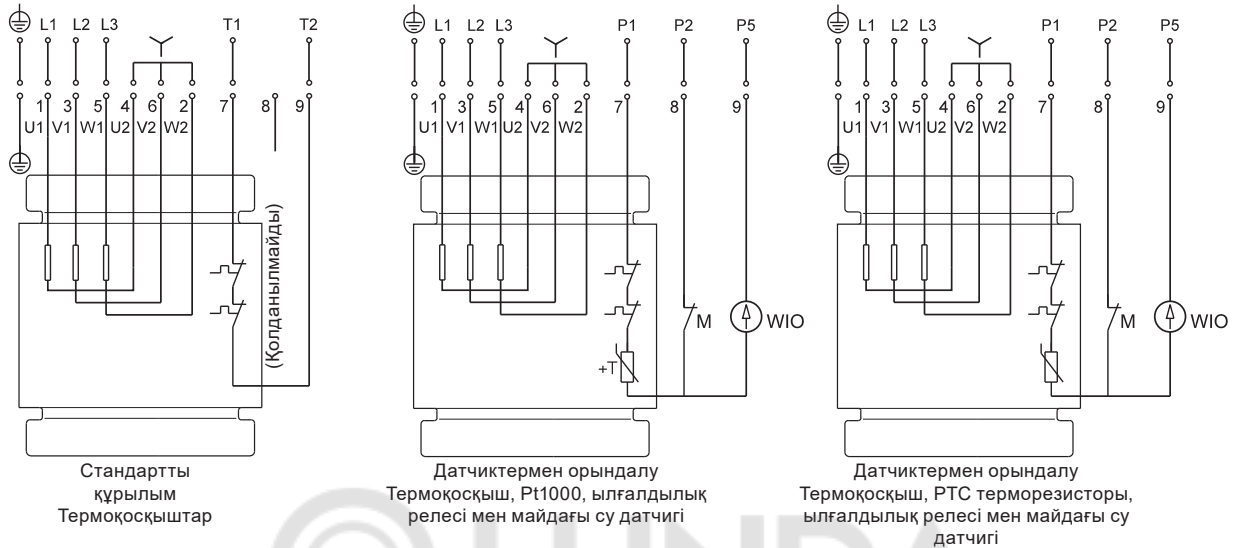 L1 L2 L3 T1 T2
1 3 5 4 6 2 7 8 9
U1 V1 W1 U2 V2 W2
(Қолданылмайды)
Стандартты
құрылым
Термоқосқыштар
L1 L2 L3 P1 P2 P5
1 3 5 4 6 2 7 8 9
U1 V1 W1 U2 V2 W2
M WIO
+T
Датчиктермен орындалу
Термоқосқыш, Pt1000, ылғалдылық
релесі мен майдағы су датчигі
L1 L2 L3 P1 P2 P5
1 3 5 4 6 2 7 8 9
U1 V1 W1 U2 V2 W2
M WIO
Датчиктермен орындалу
Термоқосқыш, PTC терморезисторы,
ылғалдылық релесі мен майдағы су
датчигі